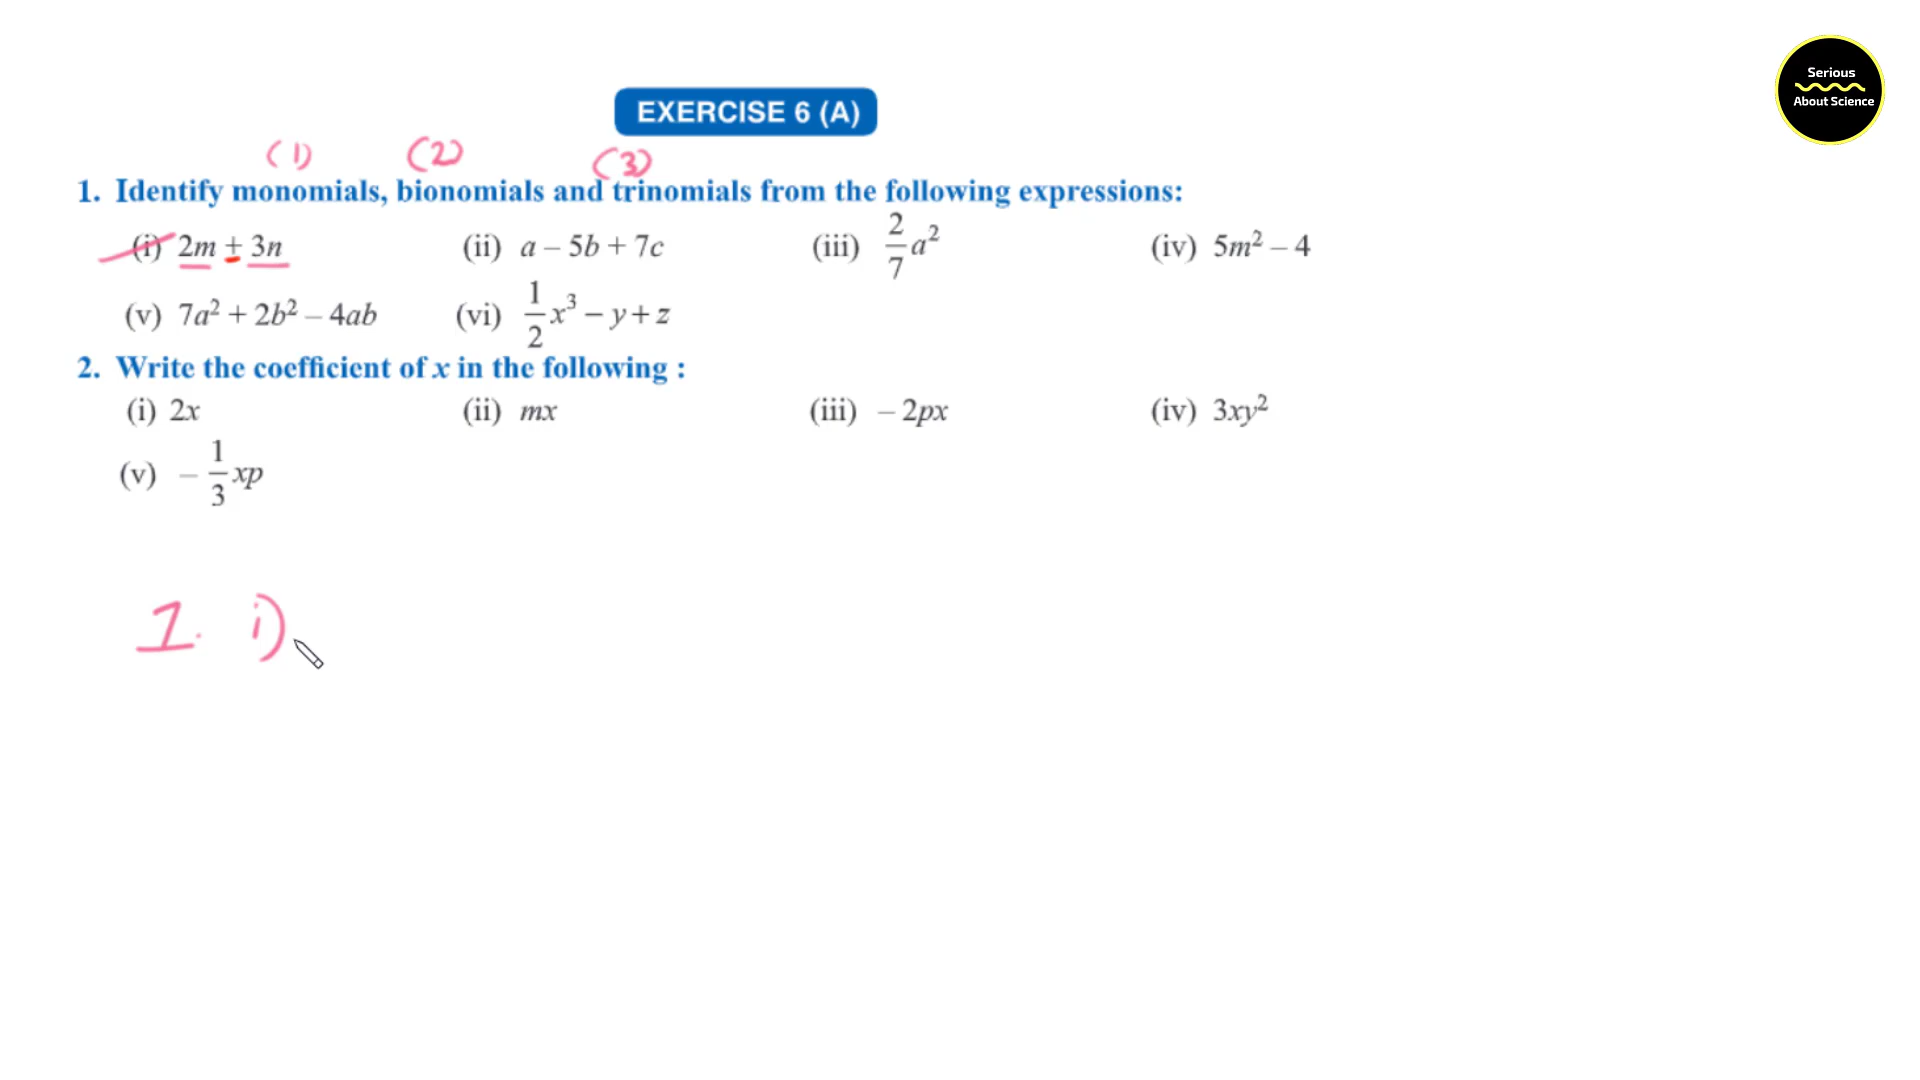 Serious
About Science
EXERCISE 6 (A)
(1) (2) (3)
1. Identify monomials, bionomials and trinomials from the following expressions:
(i) 2m + 3n (ii) a – 5b + 7c (iii) 2/7 a² (iv) 5m² – 4
(v) 7a² + 2b² – 4ab (vi) 1/2 x³ – y + z
2. Write the coefficient of x in the following :
(i) 2x (ii) mx (iii) – 2px (iv) 3xy²
(v) – 1/3 xp
1. i)